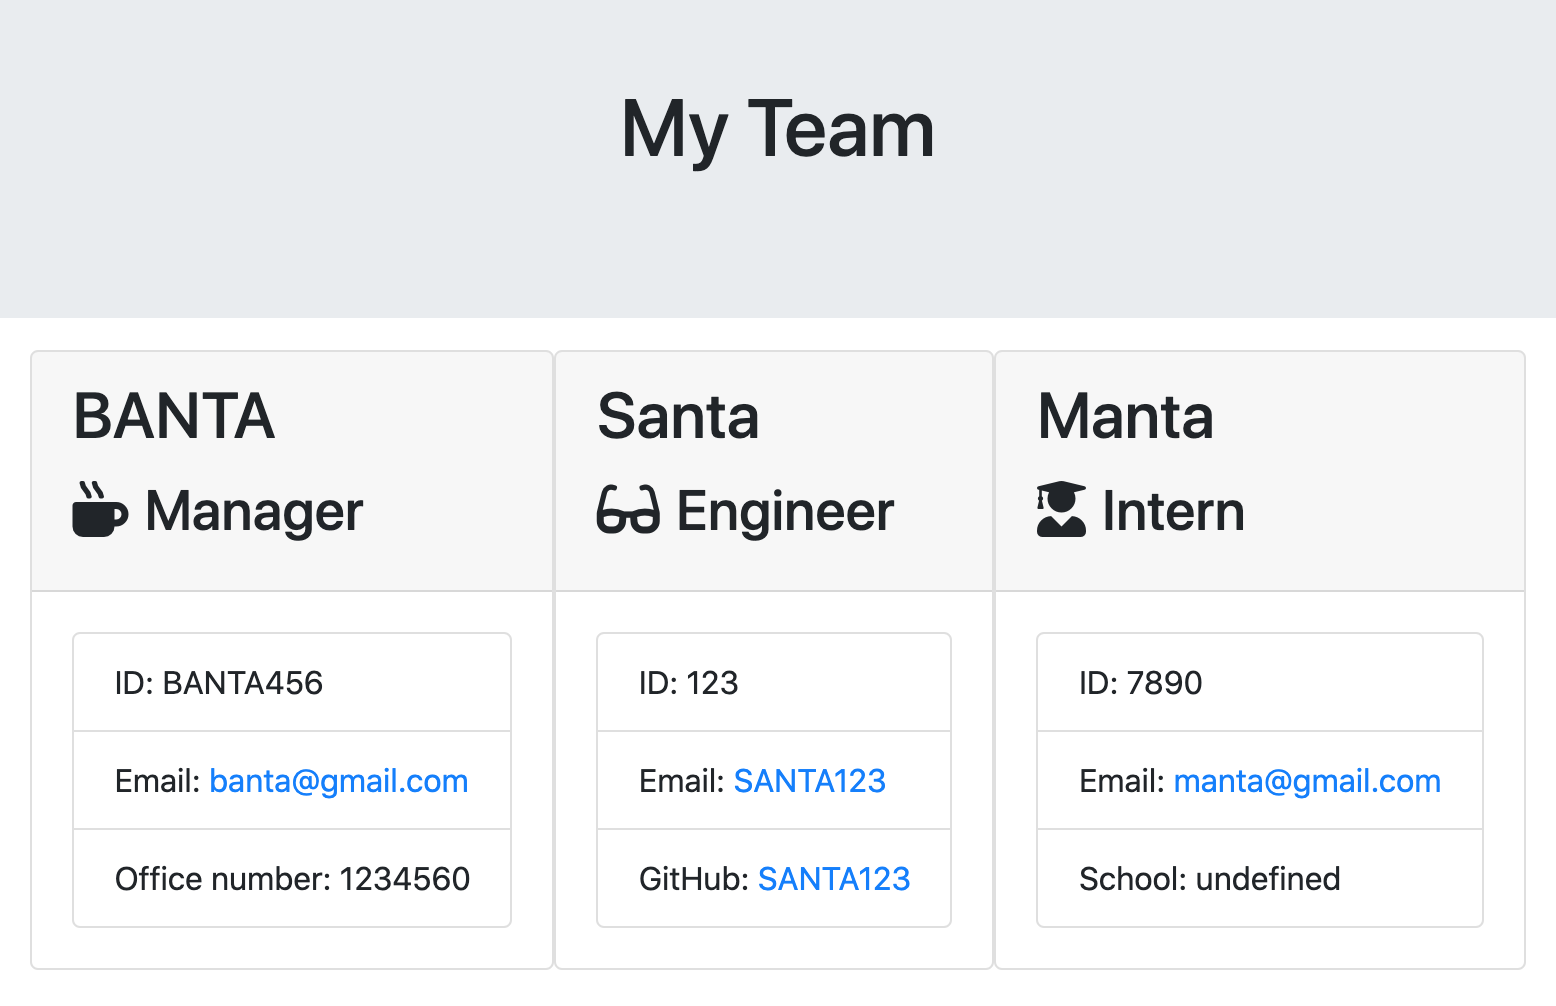 My Team
BANTA
Manager
ID: BANTA456
Email: banta@gmail.com
Office number: 1234560
Santa
Engineer
ID: 123
Email: SANTA123
GitHub: SANTA123
Manta
Intern
ID: 7890
Email: manta@gmail.com
School: undefined